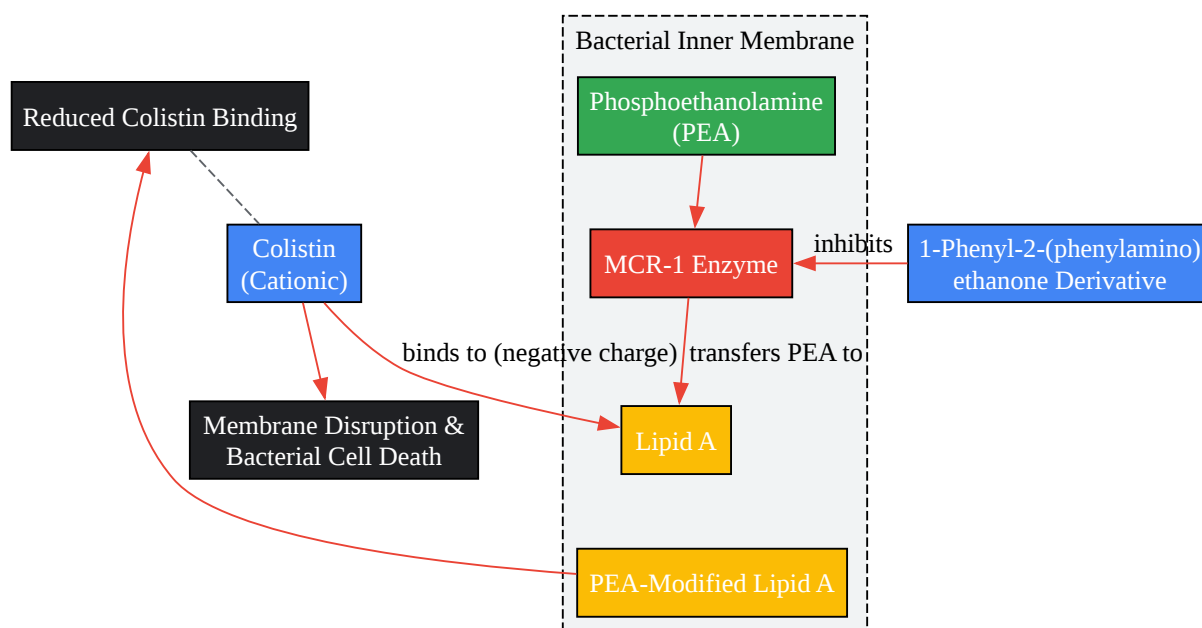 Bacterial Inner Membrane
Phosphoethanolamine
(PEA)
Reduced Colistin Binding
Colistin
(Cationic)
MCR-1 Enzyme
inhibits
1-Phenyl-2-(phenylamino)
ethanone Derivative
binds to (negative charge)
transfers PEA to
Membrane Disruption &
Bacterial Cell Death
Lipid A
PEA-Modified Lipid A